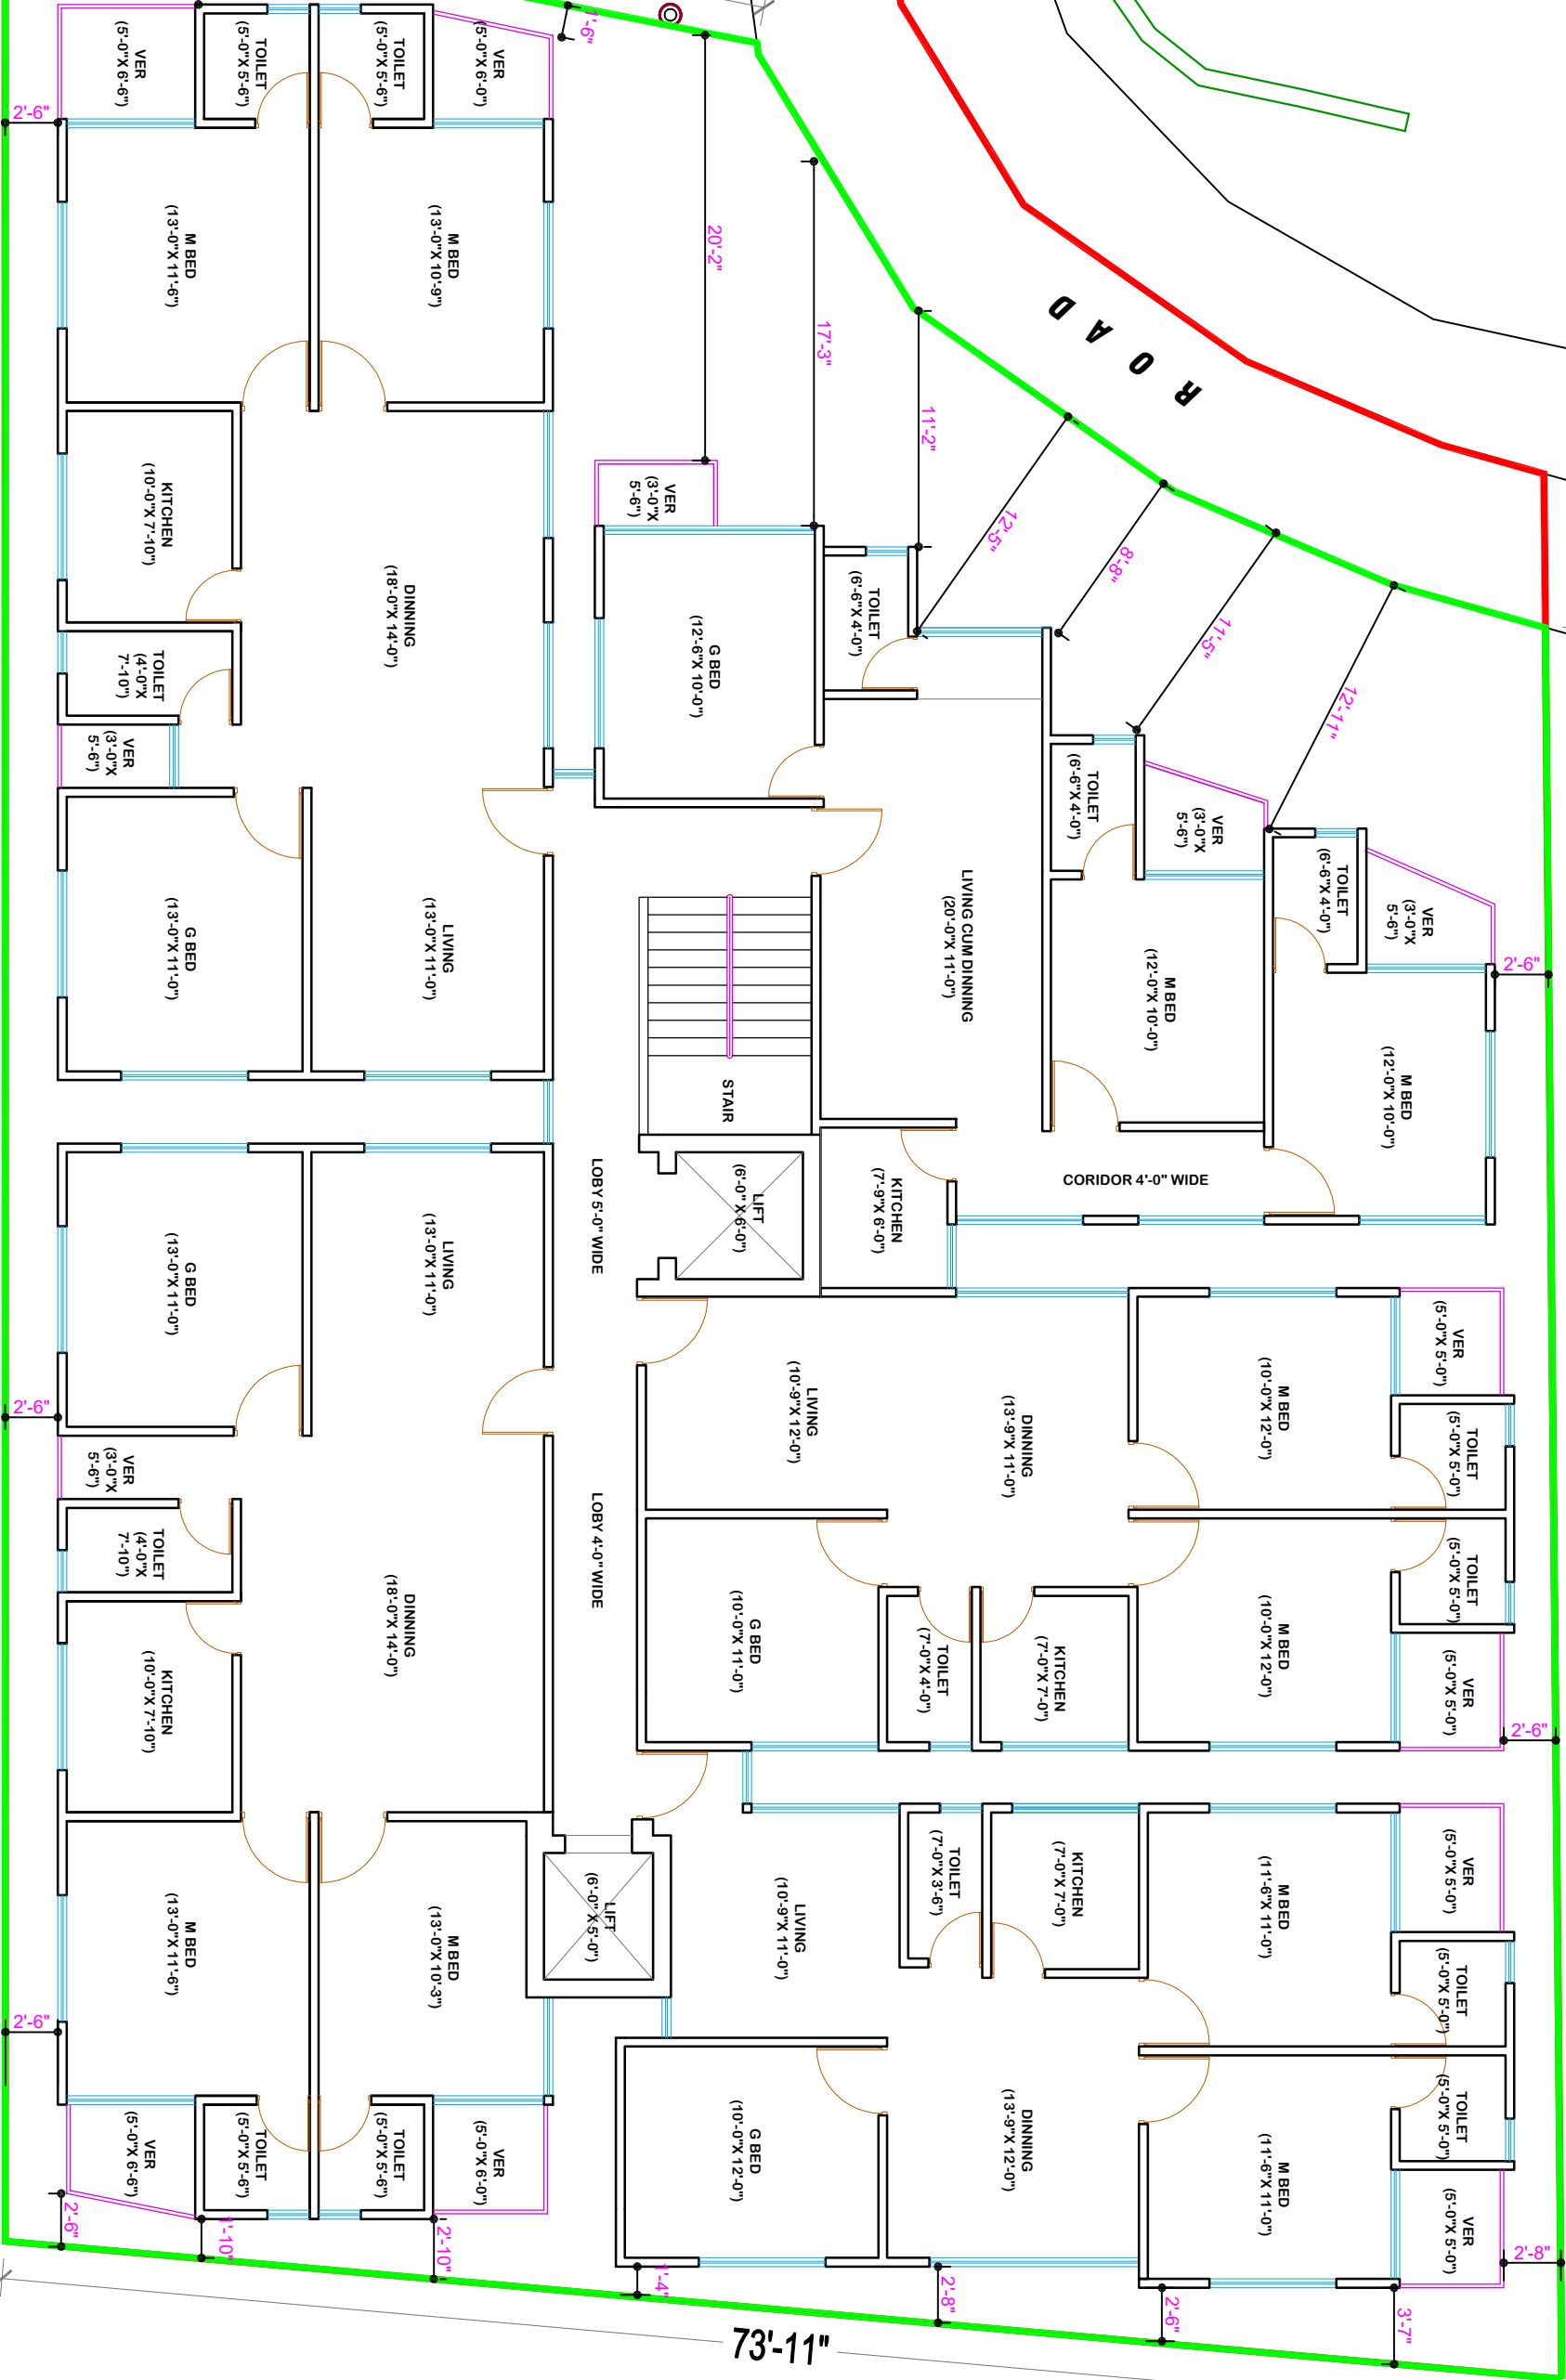 VER
(5'-0"X 6'-6")
TOILET
(5'-0"X 5'-6")
TOILET
(5'-0"X 5'-6")
VER
(5'-0"X 6'-0")
1'-6"
2'-6"
M BED
(13'-0"X 11'-6")
M BED
(13'-0"X 10'-9")
20'-2"
17'-3"
11'-2"
R O A D
12'-5"
8'-8"
11'-5"
12'-11"
KITCHEN
(10'-0"X 7'-10")
DINNING
(18'-0"X 14'-0")
VER
(3'-0"X
5'-6")
TOILET
(4'-0"X
7'-10")
G BED
(12'-6"X 10'-0")
TOILET
(6'-6"X 4'-0")
VER
(3'-0"X
5'-6")
TOILET
(6'-6"X 4'-0")
VER
(3'-0"X
5'-6")
TOILET
(6'-6"X 4'-0")
VER
(3'-0"X
5'-6")
2'-6"
G BED
(13'-0"X 11'-0")
LIVING
(13'-0"X 11'-0")
LIVING CUM DINNING
(20'-0"X 11'-0")
M BED
(12'-0"X 10'-0")
M BED
(12'-0"X 10'-0")
STAIR
LOBY 5'-0" WIDE
LIFT
(6'-0" X 6'-0")
KITCHEN
(7'-9"X 6'-0")
CORIDOR 4'-0" WIDE
G BED
(13'-0"X 11'-0")
LIVING
(13'-0"X 11'-0")
LIVING
(10'-9"X 12'-0")
DINNING
(13'-9"X 11'-0")
M BED
(10'-0"X 12'-0")
VER
(5'-0"X 5'-0")
TOILET
(5'-0"X 5'-0")
2'-6"
VER
(3'-0"X
5'-6")
TOILET
(4'-0"X
7'-10")
LOBY 4'-0" WIDE
DINNING
(18'-0"X 14'-0")
KITCHEN
(10'-0"X 7'-10")
G BED
(10'-0"X 11'-0")
TOILET
(7'-0"X 4'-0")
KITCHEN
(7'-0"X 7'-0")
M BED
(10'-0"X 12'-0")
TOILET
(5'-0"X 5'-0")
VER
(5'-0"X 5'-0")
2'-6"
M BED
(13'-0"X 11'-6")
M BED
(13'-0"X 10'-3")
LIFT
(6'-0" X 5'-0")
LIVING
(10'-9"X 11'-0")
TOILET
(7'-0"X 3'-6")
KITCHEN
(7'-0"X 7'-0")
M BED
(11'-6"X 11'-0")
VER
(5'-0"X 5'-0")
TOILET
(5'-0"X 5'-0")
2'-6"
VER
(5'-0"X 6'-6")
TOILET
(5'-0"X 5'-6")
TOILET
(5'-0"X 5'-6")
VER
(5'-0"X 6'-0")
G BED
(10'-0"X 12'-0")
DINNING
(13'-9"X 12'-0")
M BED
(11'-6"X 11'-0")
TOILET
(5'-0"X 5'-0")
VER
(5'-0"X 5'-0")
2'-8"
2'-6"
1'-10"
2'-10"
1'-4"
2'-8"
2'-6"
3'-7"
73'-11"